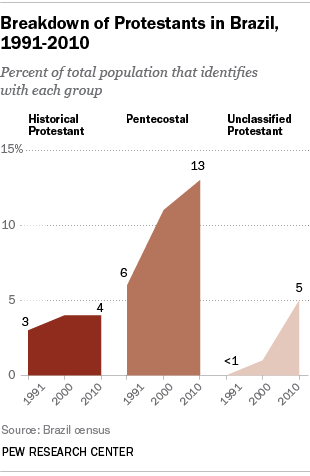 Breakdown of Protestants in Brazil,
1991-2010
Percent of total population that identifies
with each group
Historical
Protestant
Pentecostal
Unclassified
Protestant
15%
10
5
0
3
4
6
13
<1
5
1991 2000 2010 1991 2000 2010 1991 2000 2010
Source: Brazil census
PEW RESEARCH CENTER